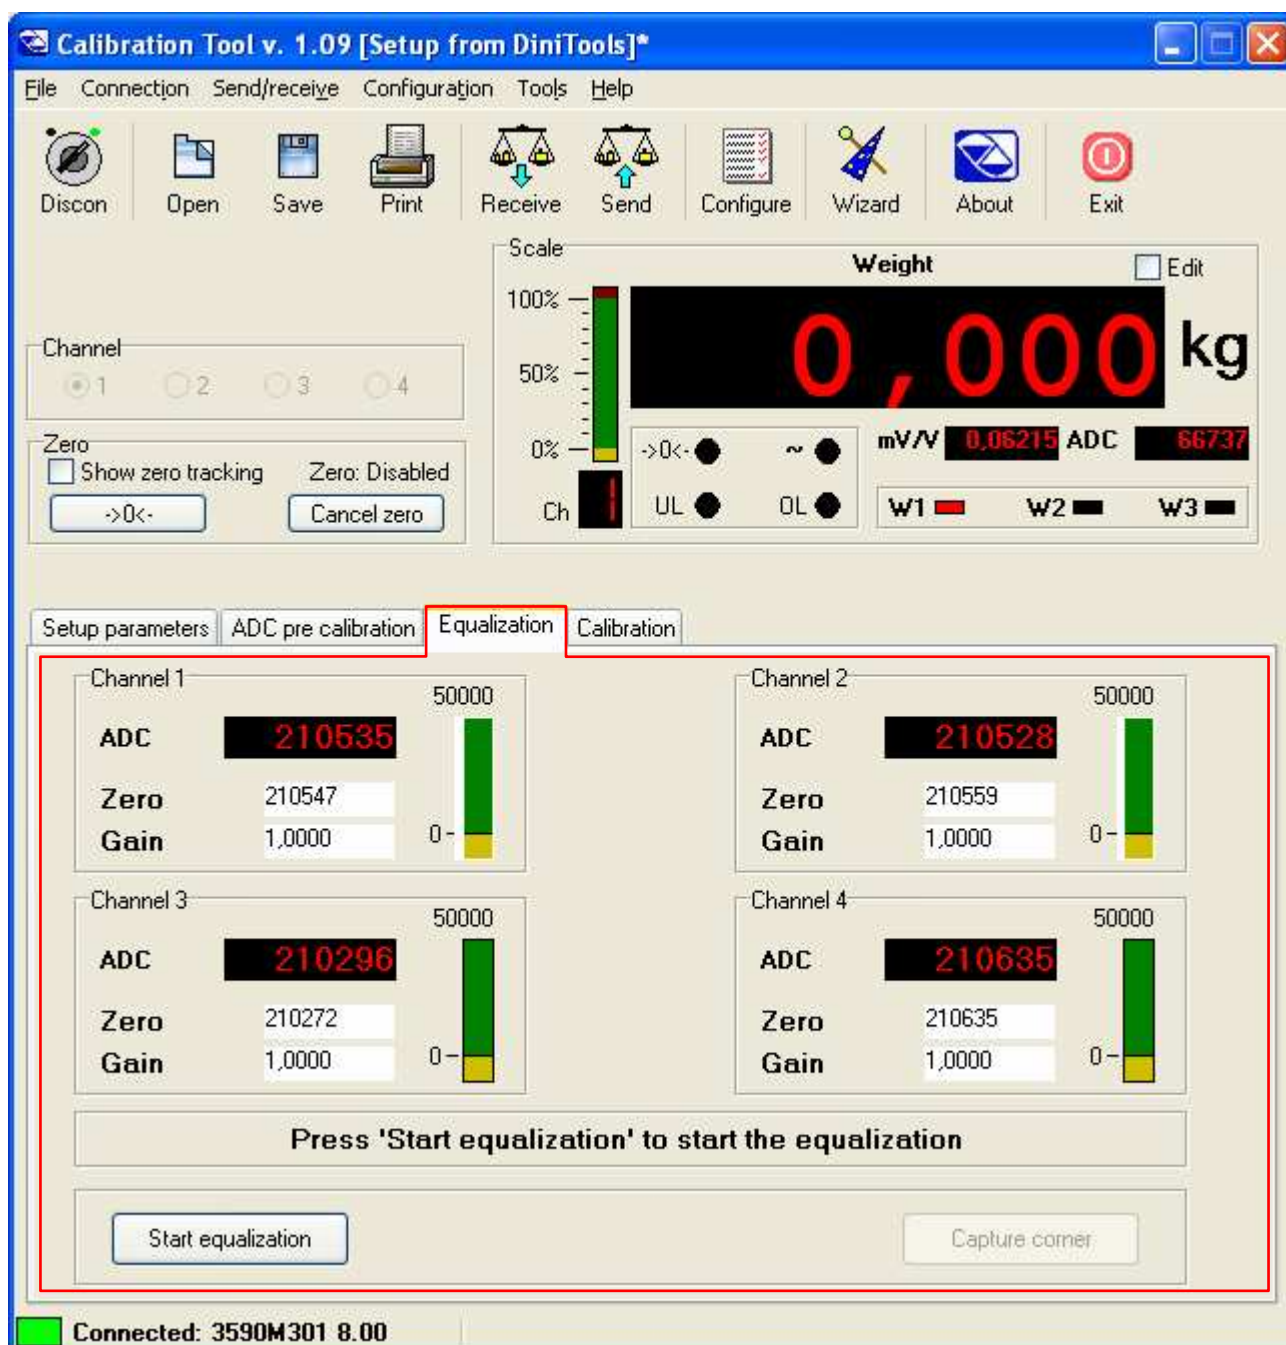 Calibration Tool v. 1.09 [Setup from DiniTools]*
File Connection Send/receive Configuration Tools Help
Discon Open Save Print Receive Send Configure Wizard About Exit
Scale
Weight
Edit
100%
50%
0%
0,000 kg
Channel
1 2 3 4
Zero
Show zero tracking Zero: Disabled
->0<- Cancel zero
->0<- ~
UL OL
Ch 1
mV/V 0,06215 ADC 66737
W1 W2 W3
Setup parameters ADC pre calibration Equalization Calibration
Channel 1
50000
ADC 210535
Zero 210547
Gain 1,0000
0
Channel 2
50000
ADC 210528
Zero 210559
Gain 1,0000
0
Channel 3
50000
ADC 210296
Zero 210272
Gain 1,0000
0
Channel 4
50000
ADC 210635
Zero 210635
Gain 1,0000
0
Press 'Start equalization' to start the equalization
Start equalization Capture corner
Connected: 3590M301 8.00